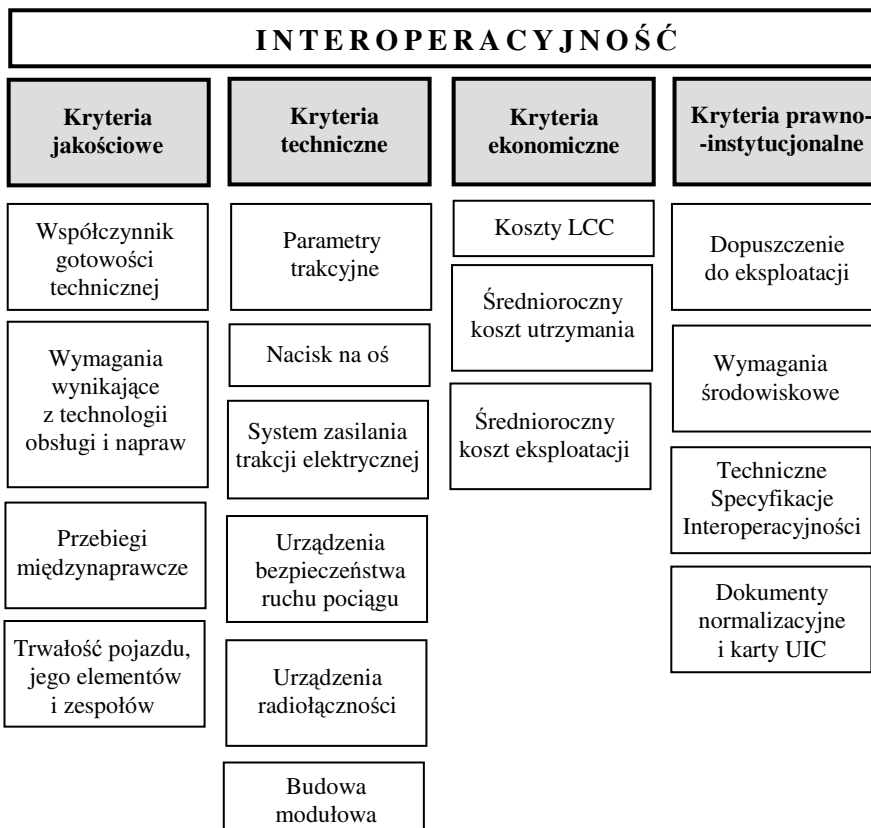 INTEROPERACYJNOŚĆ
Kryteria
jakościowe
Współczynnik
gotowości
technicznej
Wymagania
wynikające
z technologii
obsługi i napraw
Przebiegi
międzynaprawcze
Trwałość pojazdu,
jego elementów
i zespołów
Kryteria
techniczne
Parametry
trakcyjne
Nacisk na oś
System zasilania
trakcji elektrycznej
Urządzenia
bezpieczeństwa
ruchu pociągu
Urządzenia
radiołączności
Budowa
modułowa
Kryteria
ekonomiczne
Koszty LCC
Średnioroczny
koszt utrzymania
Średnioroczny
koszt eksploatacji
Kryteria prawno-
-instytucjonalne
Dopuszczenie
do eksploatacji
Wymagania
środowiskowe
Techniczne
Specyfikacje
Interoperacyjności
Dokumenty
normalizacyjne
i karty UIC